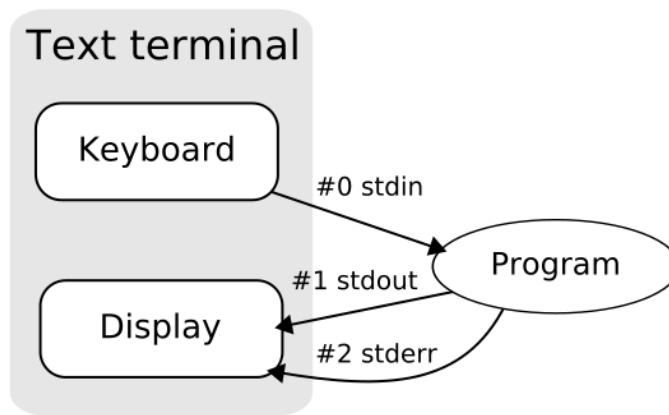 Text terminal
Keyboard
#0 stdin
Program
#1 stdout
Display
#2 stderr